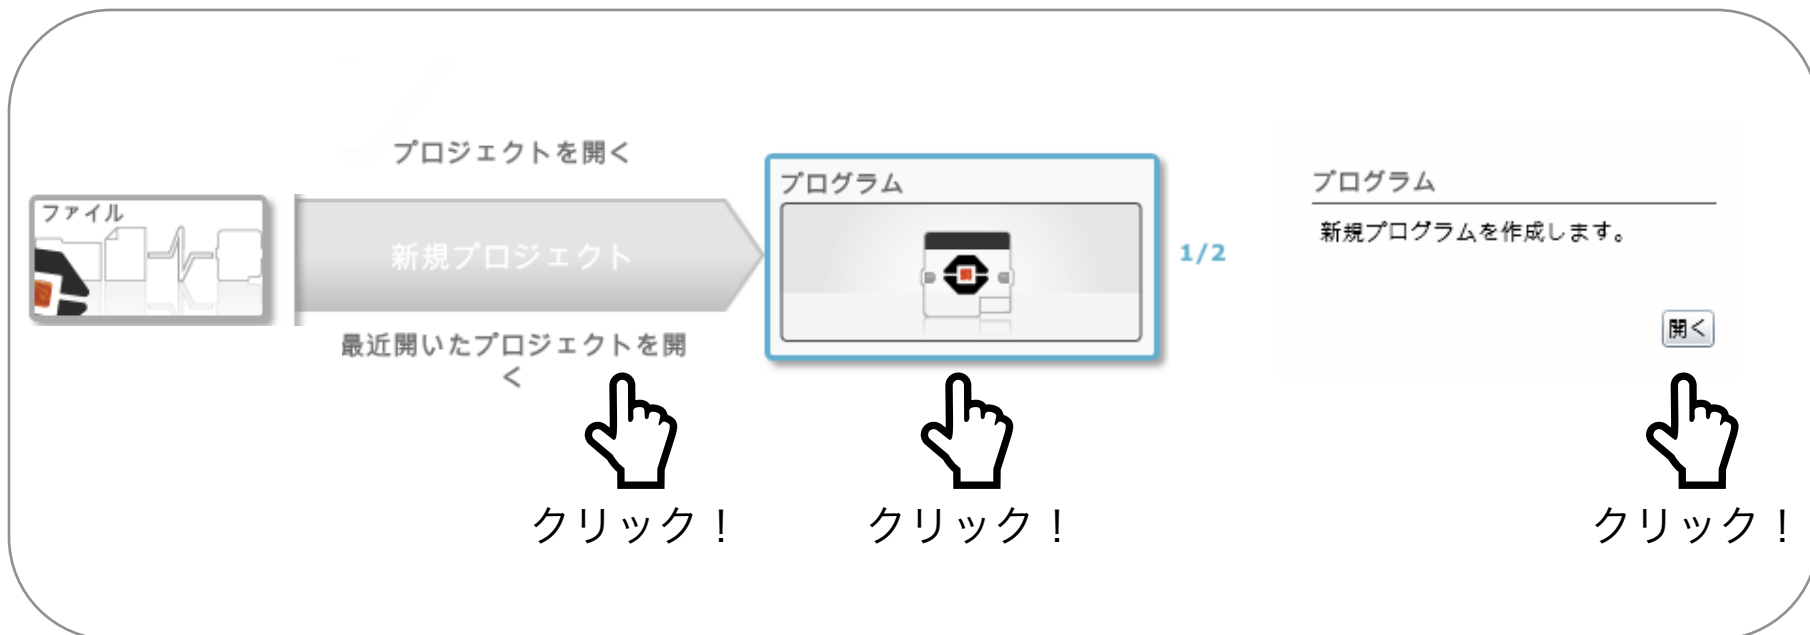 ファイル
プロジェクトを開く
新規プロジェクト
最近開いたプロジェクトを開
く
プログラム
1/2
プログラム
新規プログラムを作成します。
開く
クリック！
クリック！
クリック！